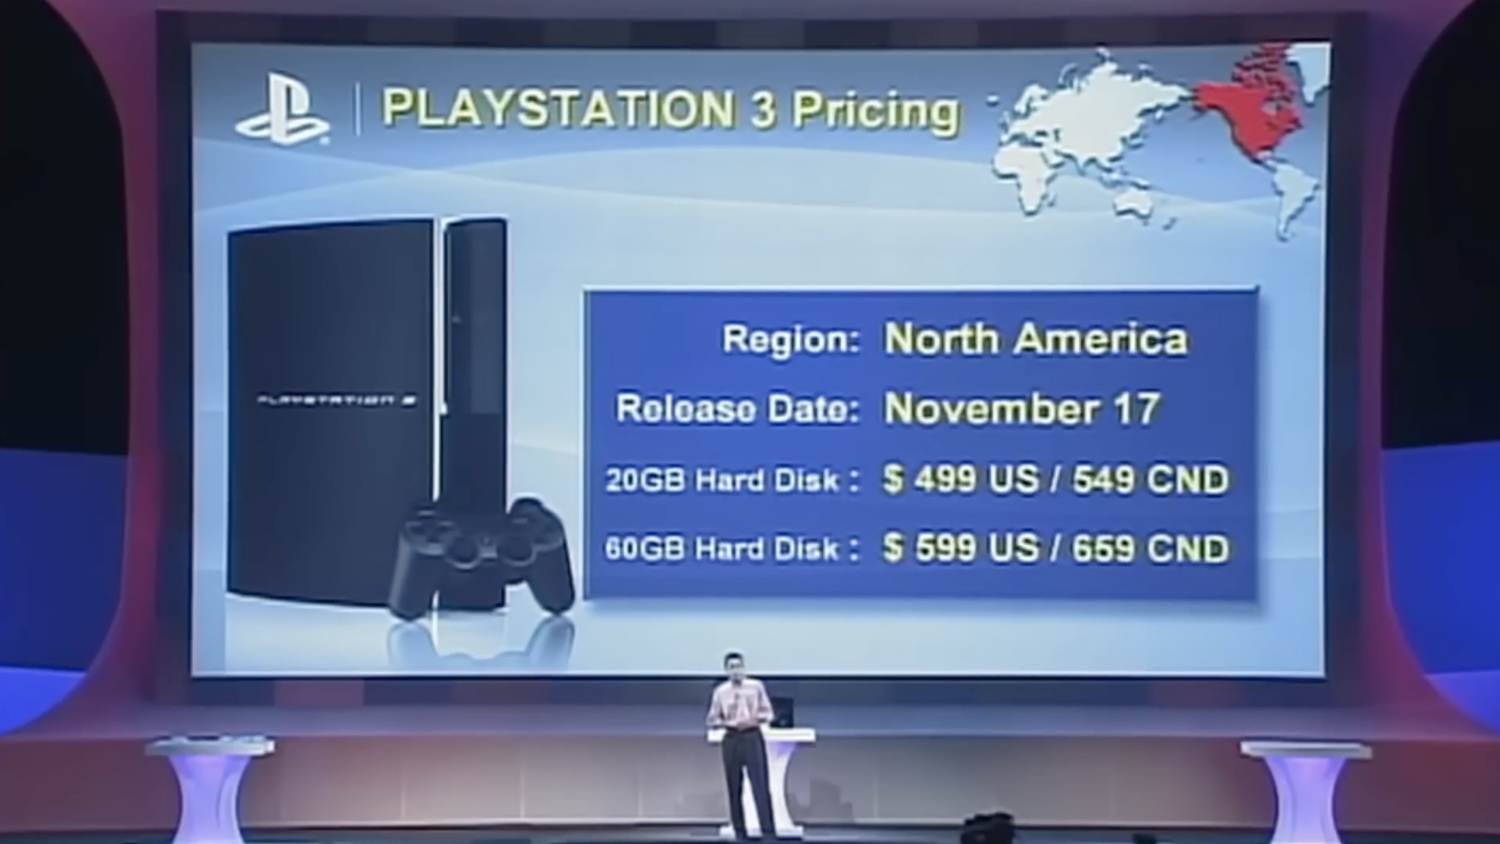 PLAYSTATION 3 Pricing
PLAYSTATION 3
Region: North America
Release Date: November 17
20GB Hard Disk : $ 499 US / 549 CND
60GB Hard Disk : $ 599 US / 659 CND